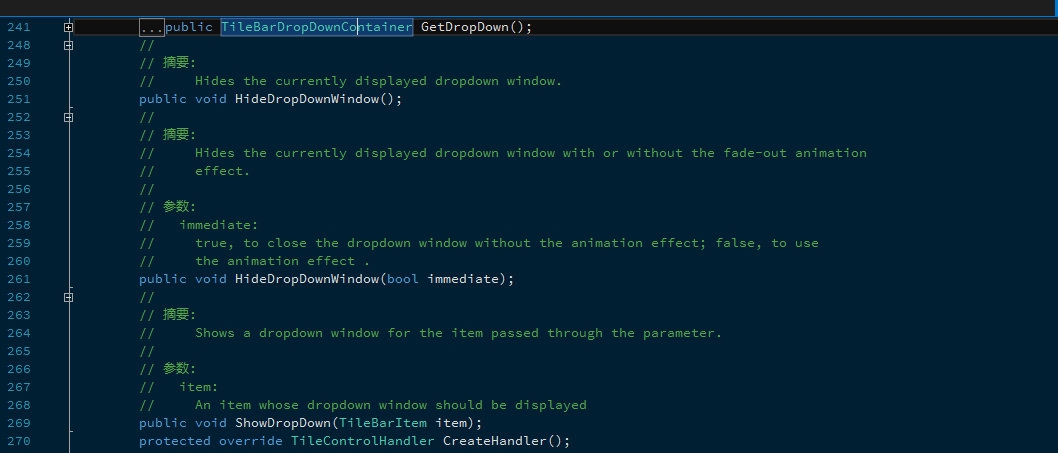 241 ...public TileBarDropDownContainer GetDropDown();
248 //
249 // 摘要:
250 //     Hides the currently displayed dropdown window.
251 public void HideDropDownWindow();
252 //
253 // 摘要:
254 //     Hides the currently displayed dropdown window with or without the fade-out animation
255 //     effect.
256 //
257 // 参数:
258 //   immediate:
259 //     true, to close the dropdown window without the animation effect; false, to use
260 //     the animation effect .
261 public void HideDropDownWindow(bool immediate);
262 //
263 // 摘要:
264 //     Shows a dropdown window for the item passed through the parameter.
265 //
266 // 参数:
267 //   item:
268 //     An item whose dropdown window should be displayed
269 public void ShowDropDown(TileBarItem item);
270 protected override TileControlHandler CreateHandler();